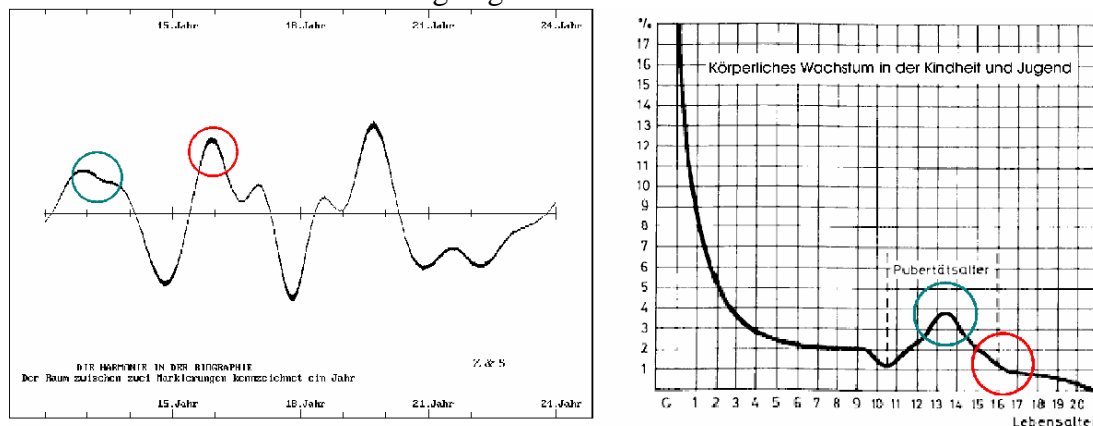 15.Jahr 18.Jahr 21.Jahr 24.Jahr
Z & S
DIE HARMONIE IN DER BIOGRAPHIE
Der Raum zwischen zwei Markierungen kennzeichnet ein Jahr
15.Jahr 18.Jahr 21.Jahr 24.Jahr
%
17
16
15
14
13
12
11
10
9
8
7
6
5
4
3
2
1
Körperliches Wachstum in der Kindheit und Jugend
Pubertätsalter
0 1 2 3 4 5 6 7 8 9 10 11 12 13 14 15 16 17 18 19 20
Lebensalter